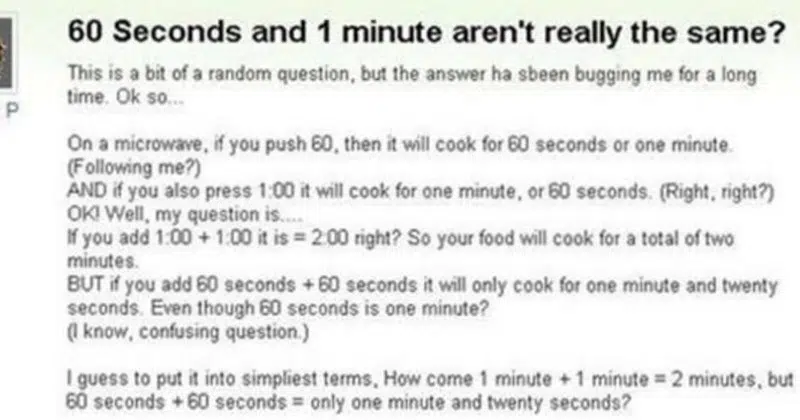 60 Seconds and 1 minute aren't really the same?
This is a bit of a random question, but the answer ha sbeen bugging me for a long
time. Ok so...
P
On a microwave, if you push 60, then it will cook for 60 seconds or one minute.
(Following me?)
AND if you also press 1:00 it will cook for one minute, or 60 seconds. (Right, right?)
OK! Well, my question is....
If you add 1:00 + 1:00 it is = 2:00 right? So your food will cook for a total of two
minutes.
BUT if you add 60 seconds + 60 seconds it will only cook for one minute and twenty
seconds. Even though 60 seconds is one minute?
(I know, confusing question.)
I guess to put it into simpliest terms, How come 1 minute + 1 minute = 2 minutes, but
60 seconds + 60 seconds = only one minute and twenty seconds?